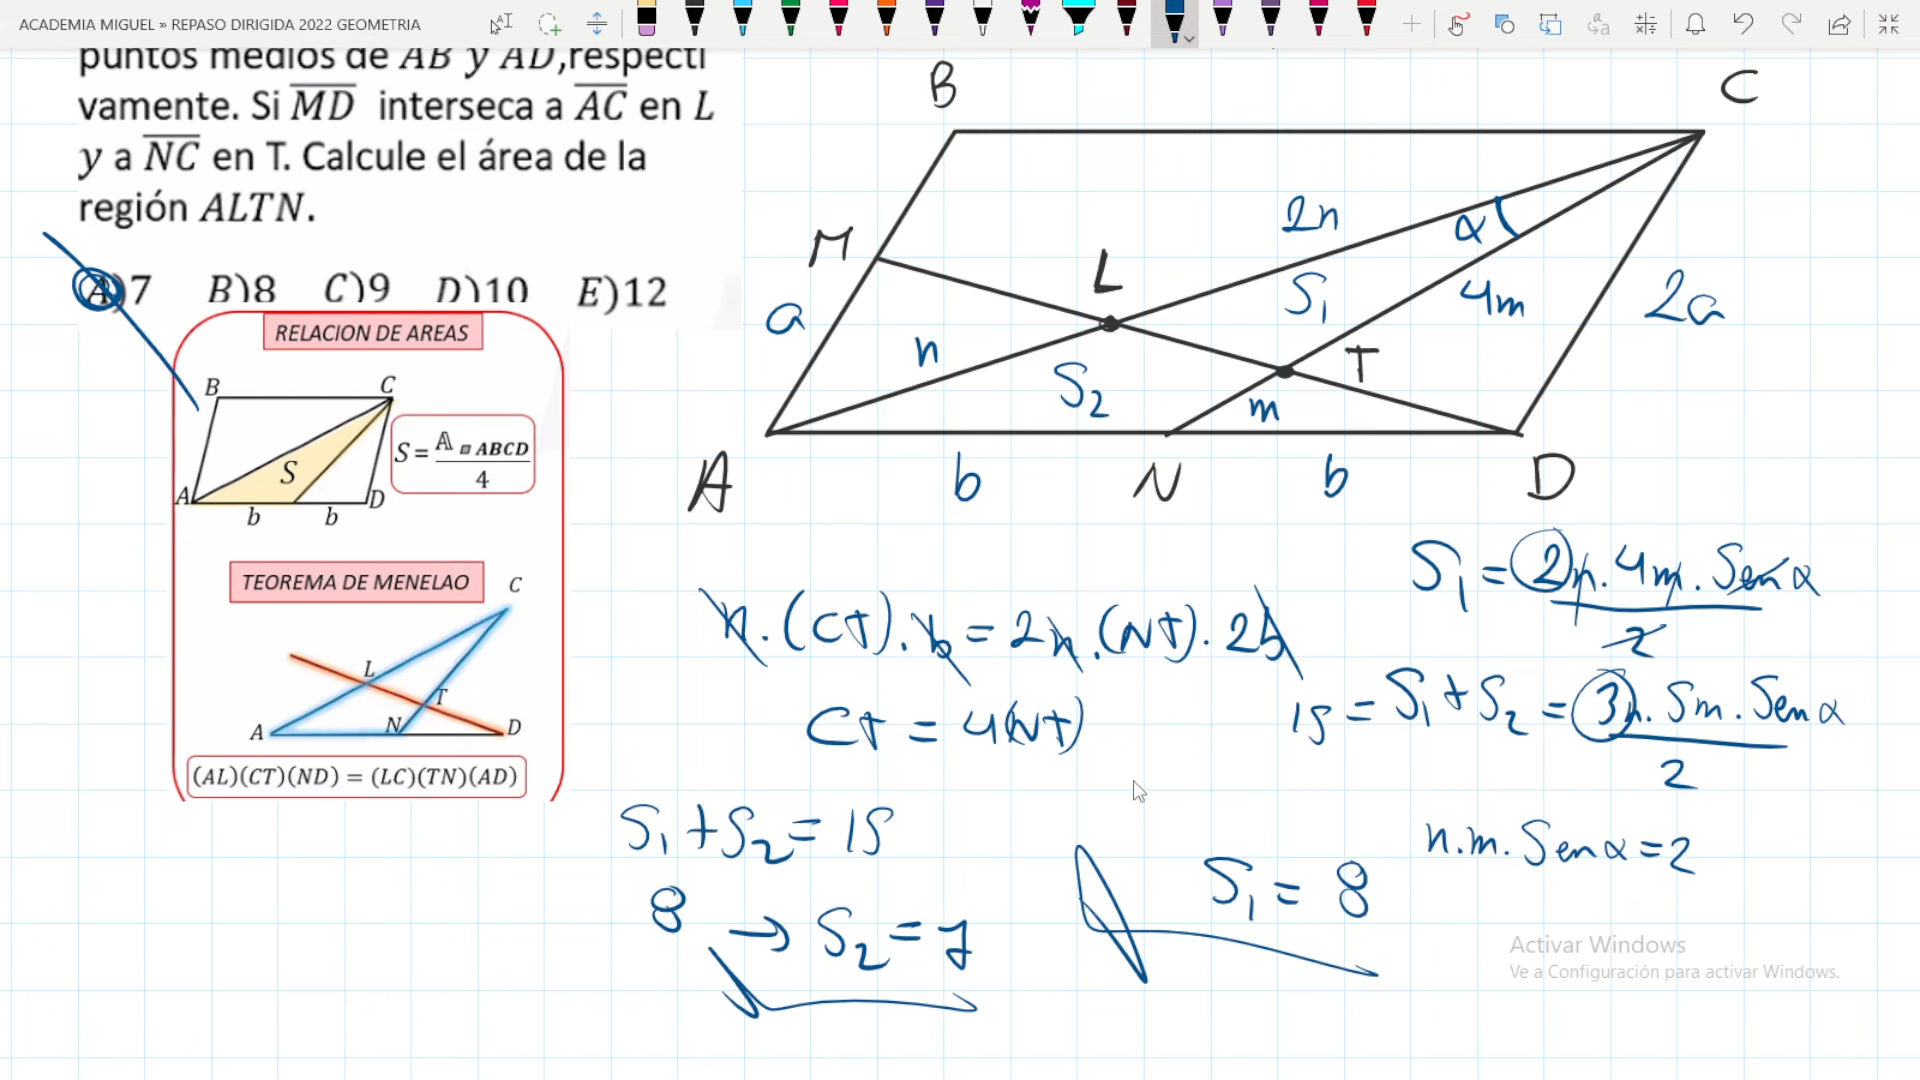 ACADEMIA MIGUEL » REPASO DIRIGIDA 2022 GEOMETRIA
puntos medios de AB y AD,respecti
vamente. Si MD interseca a AC en L
y a NC en T. Calcule el área de la
región ALTN.
A)7 B)8 C)9 D)10 E)12
RELACION DE AREAS
B C
S
A D
b b
S = 𝔸▱ABCD / 4
TEOREMA DE MENELAO
C
L
T
A N D
(AL)(CT)(ND) = (LC)(TN)(AD)
B C
M 2n α
L S₁ 4m 2a
a n T
S₂ m
A b N b D
n.(CT).b = 2n.(NT).2b
CT = 4(NT)
S₁ = 2n.4m.Senα / 2
15 = S₁ + S₂ = 3n.5m.Senα / 2
n.m.Senα = 2
S₁ + S₂ = 15
8 → S₂ = 7
S₁ = 8
Activar Windows
Ve a Configuración para activar Windows.